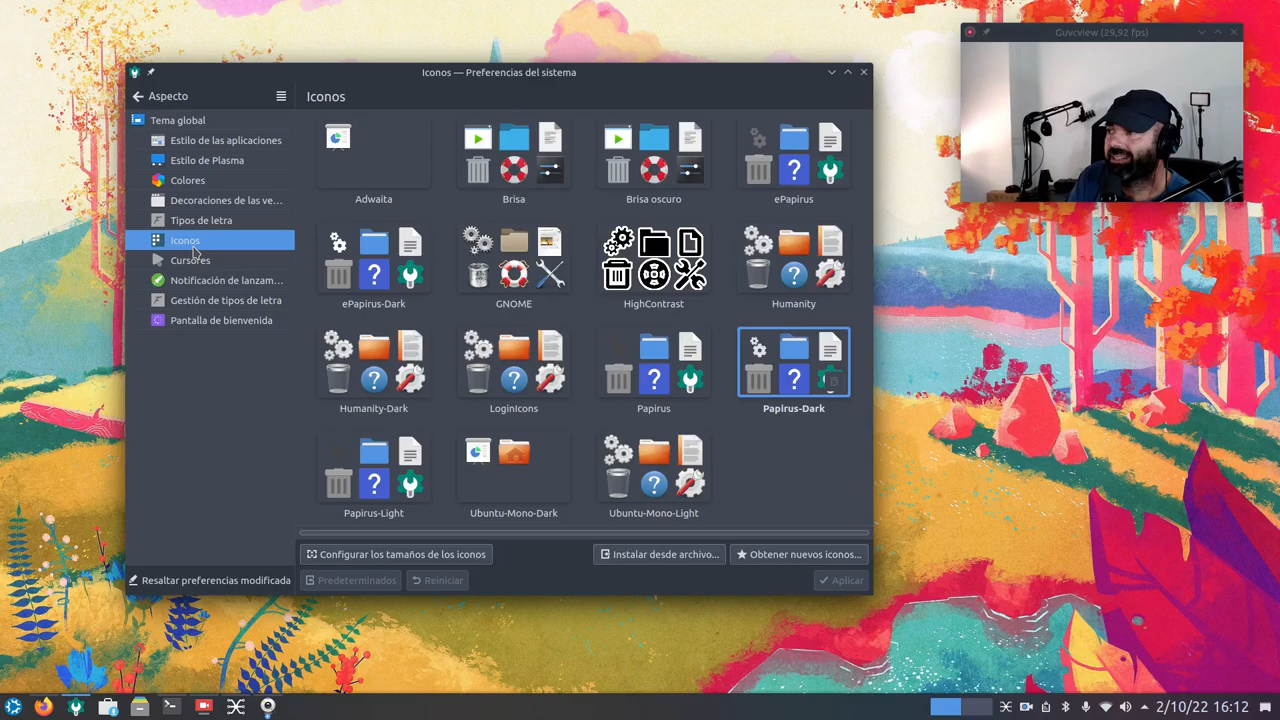 Guvcview (29,92 fps)
Iconos — Preferencias del sistema
Aspecto
Iconos
Tema global
Estilo de las aplicaciones
Estilo de Plasma
Colores
Decoraciones de las ve...
Tipos de letra
Iconos
Cursores
Notificación de lanzam...
Gestión de tipos de letra
Pantalla de bienvenida
Adwaita
Brisa
Brisa oscuro
ePapirus
ePapirus-Dark
GNOME
HighContrast
Humanity
Humanity-Dark
LoginIcons
Papirus
Papirus-Dark
Papirus-Light
Ubuntu-Mono-Dark
Ubuntu-Mono-Light
Configurar los tamaños de los iconos
Instalar desde archivo...
Obtener nuevos iconos...
Resaltar preferencias modificada
Predeterminados
Reiniciar
Aplicar
2/10/22 16:12